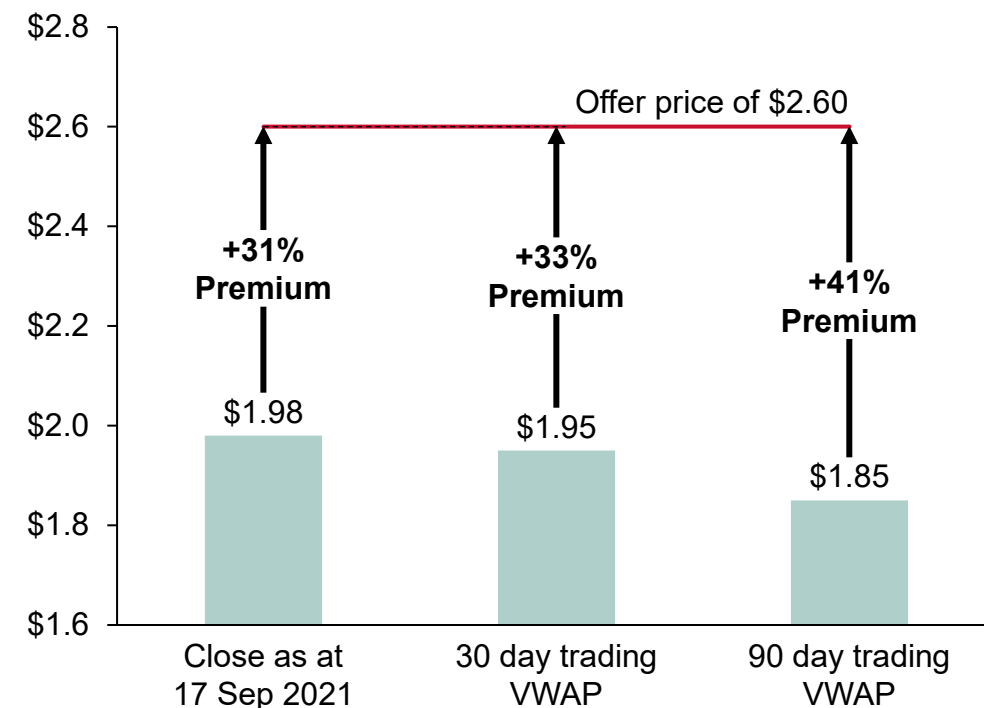 $2.8
Offer price of $2.60
$2.6
$2.4
+31%
Premium
+33%
Premium
+41%
Premium
$2.2
$2.0
$1.98
$1.95
$1.85
$1.8
$1.6
Close as at
17 Sep 2021
30 day trading
VWAP
90 day trading
VWAP